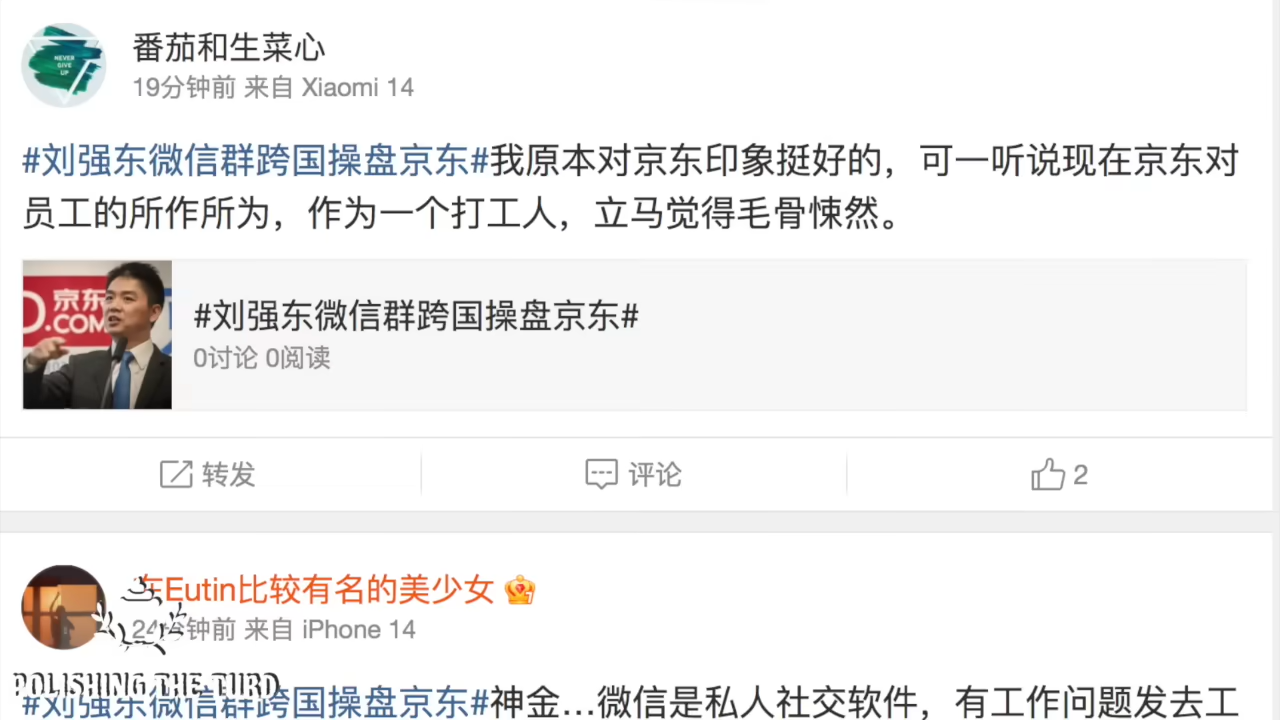 番茄和生菜心
19分钟前 来自 Xiaomi 14
NEVER
GIVE
UP
#刘强东微信群跨国操盘京东#我原本对京东印象挺好的，可一听说现在京东对
员工的所作所为，作为一个打工人，立马觉得毛骨悚然。
京东
D.COM
#刘强东微信群跨国操盘京东#
0讨论 0阅读
转发
评论
2
在Eutin比较有名的美少女
24分钟前 来自 iPhone 14
POLISHING THE TURD
#刘强东微信群跨国操盘京东#神金...微信是私人社交软件，有工作问题发去工